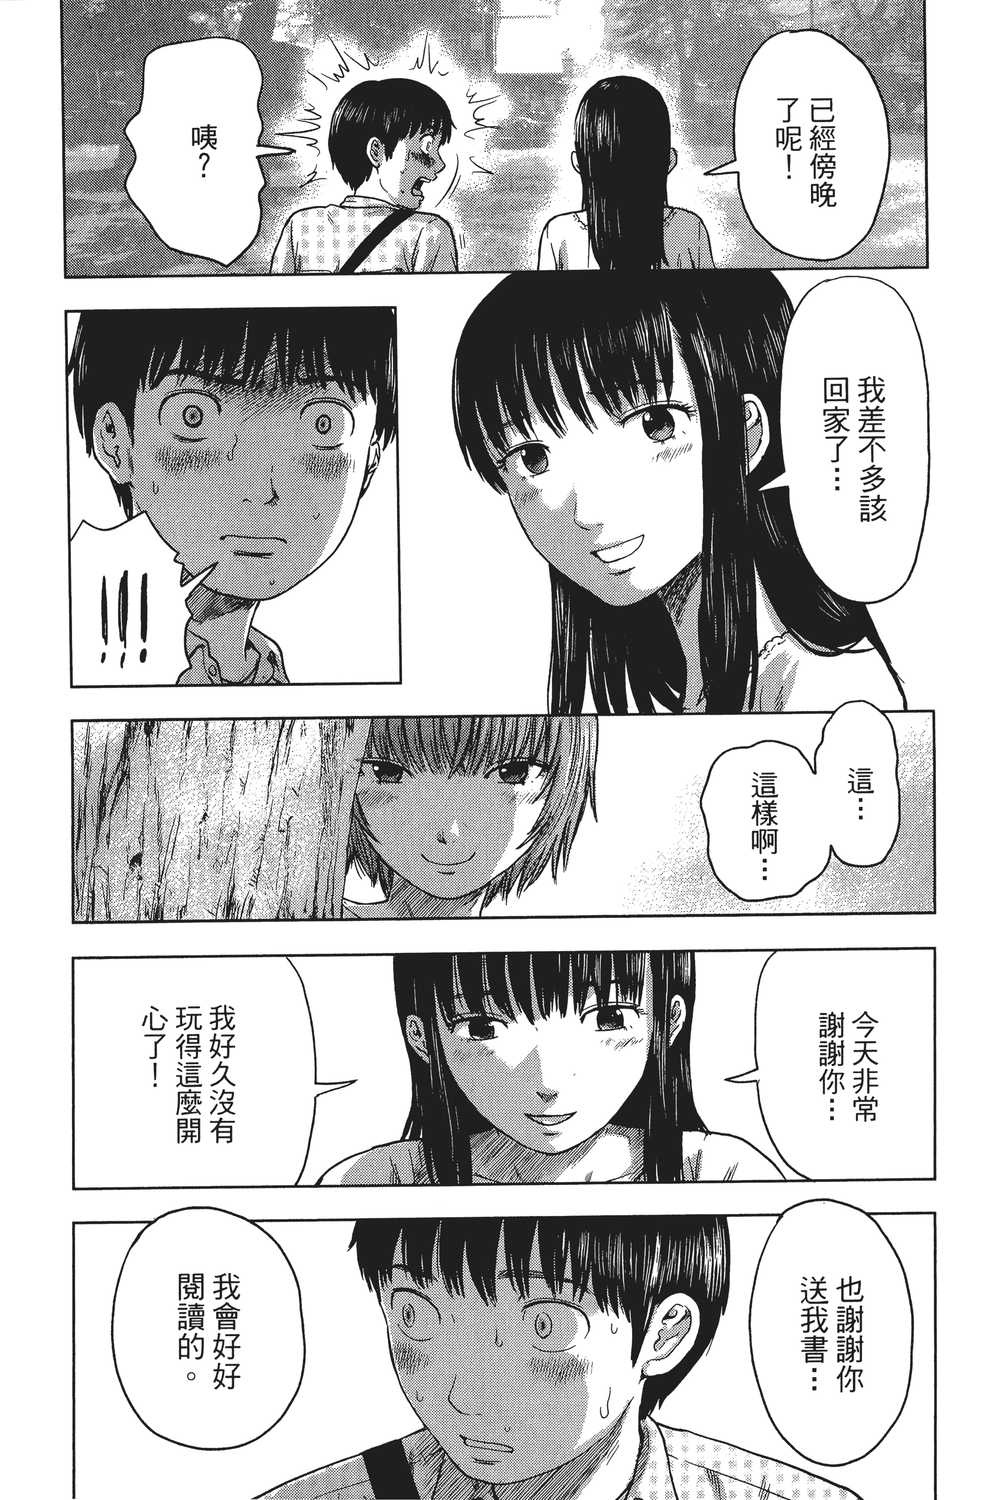 已經傍晚
了呢！
咦？
我差不多該
回家了…
!!!
這…
這樣啊…
今天非常
謝謝你…
我好久沒有
玩得這麼開
心了！
也謝謝你
送我書…
我會好好
閱讀的。